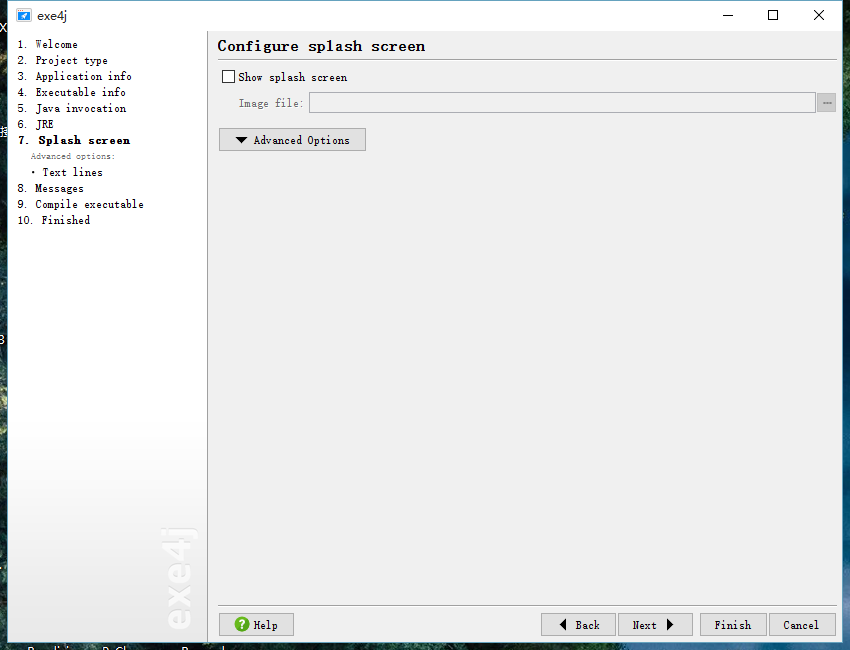 exe4j
1. Welcome
2. Project type
3. Application info
4. Executable info
5. Java invocation
6. JRE
7. Splash screen
Advanced options:
· Text lines
8. Messages
9. Compile executable
10. Finished
exe4j
Configure splash screen
Show splash screen
Image file:
...
Advanced Options
? Help
Back
Next
Finish
Cancel